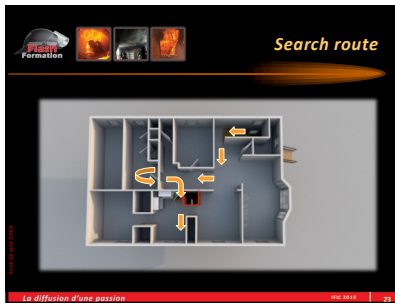 Flash
Formation
Search route
La diffusion d'une passion
IFIC 2019
23